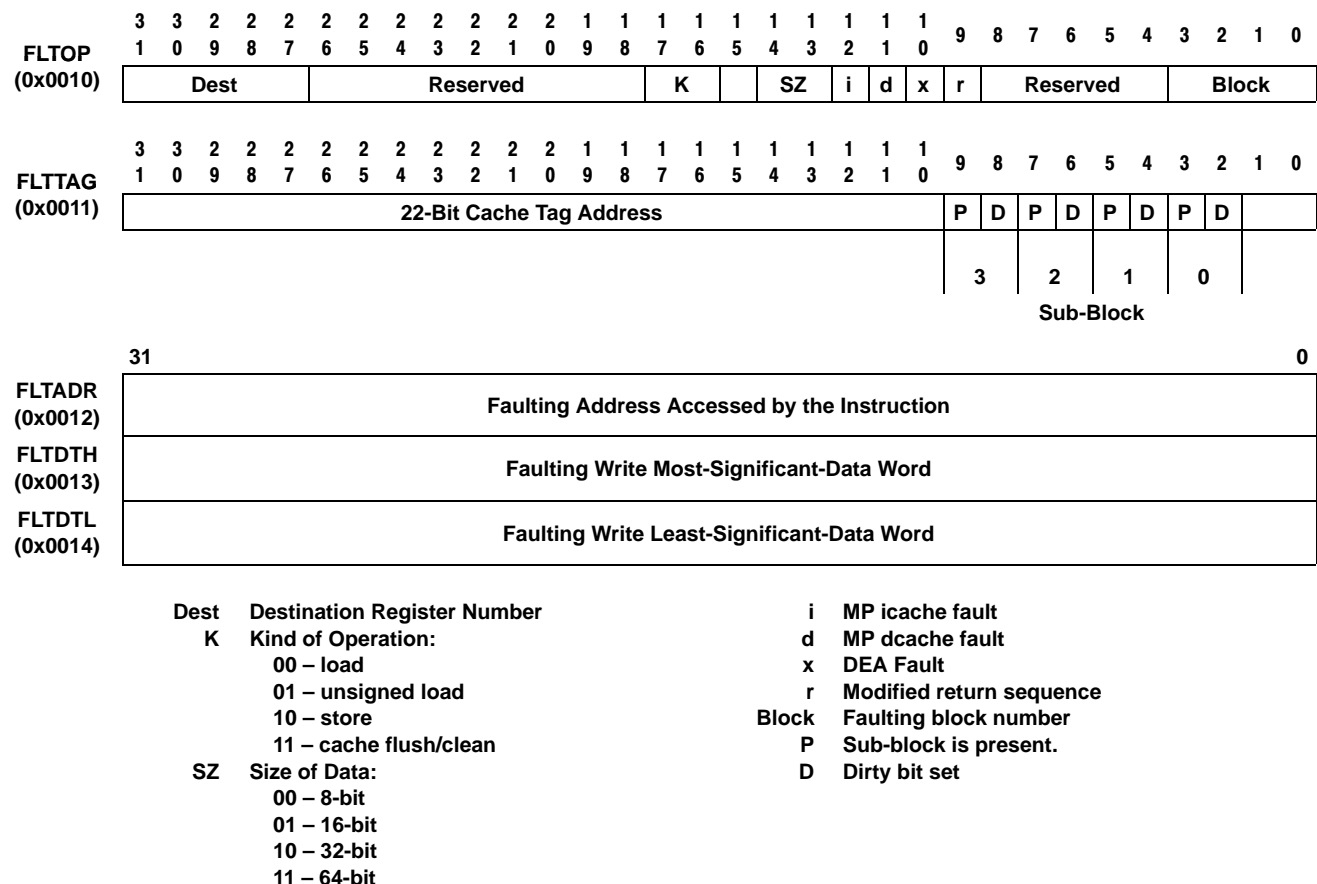 3 3 2 2 2 2 2 2 2 2 2 2 1 1 1 1 1 1 1 1 1 1
1 0 9 8 7 6 5 4 3 2 1 0 9 8 7 6 5 4 3 2 1 0 9 8 7 6 5 4 3 2 1 0
FLTOP
(0x0010)
Dest Reserved K SZ i d x r Reserved Block
3 3 2 2 2 2 2 2 2 2 2 2 1 1 1 1 1 1 1 1 1 1
1 0 9 8 7 6 5 4 3 2 1 0 9 8 7 6 5 4 3 2 1 0 9 8 7 6 5 4 3 2 1 0
FLTTAG
(0x0011)
22-Bit Cache Tag Address P D P D P D P D
3 2 1 0
Sub-Block
31 0
FLTADR
(0x0012)
Faulting Address Accessed by the Instruction
FLTDTH
(0x0013)
Faulting Write Most-Significant-Data Word
FLTDTL
(0x0014)
Faulting Write Least-Significant-Data Word
Dest Destination Register Number
K Kind of Operation:
00 – load
01 – unsigned load
10 – store
11 – cache flush/clean
SZ Size of Data:
00 – 8-bit
01 – 16-bit
10 – 32-bit
11 – 64-bit
i MP icache fault
d MP dcache fault
x DEA Fault
r Modified return sequence
Block Faulting block number
P Sub-block is present.
D Dirty bit set